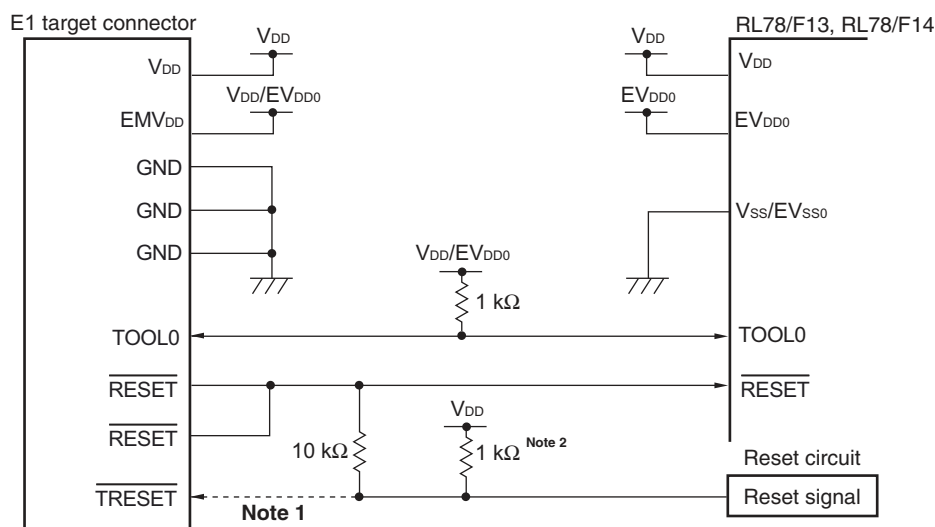 E1 target connector
RL78/F13, RL78/F14
VDD
VDD
VDD
VDD
VDD/EVDD0
EVDD0
EMVDD
EVDD0
GND
GND
VSS/EVSS0
GND
VDD/EVDD0
1 kΩ
TOOL0
TOOL0
RESET
RESET
VDD
RESET
10 kΩ
1 kΩ Note 2
Reset circuit
TRESET
Note 1
Reset signal